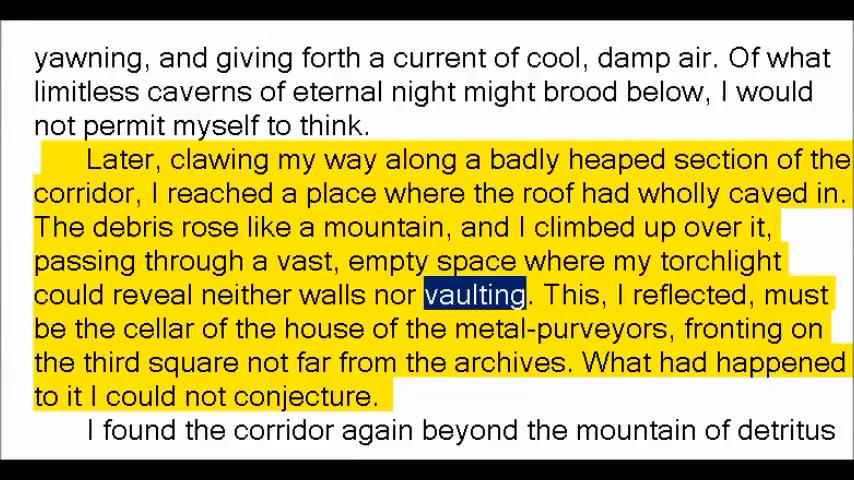 yawning, and giving forth a current of cool, damp air. Of what
limitless caverns of eternal night might brood below, I would
not permit myself to think.
Later, clawing my way along a badly heaped section of the
corridor, I reached a place where the roof had wholly caved in.
The debris rose like a mountain, and I climbed up over it,
passing through a vast, empty space where my torchlight
could reveal neither walls nor vaulting. This, I reflected, must
be the cellar of the house of the metal-purveyors, fronting on
the third square not far from the archives. What had happened
to it I could not conjecture.
I found the corridor again beyond the mountain of detritus